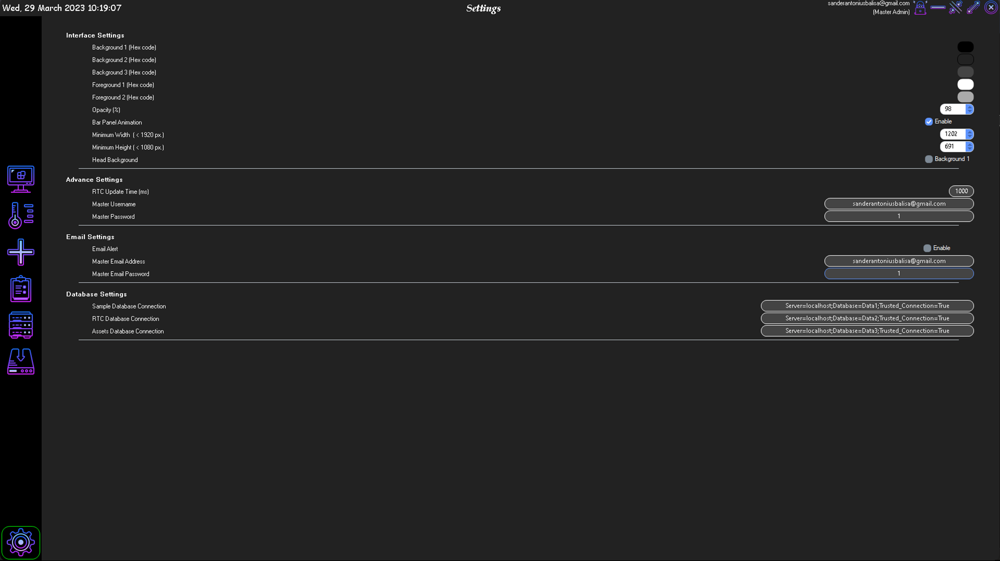 Wed, 29 March 2023 10:19:07
Settings
sanderantoniusbalisa@gmail.com
(Master Admin)
Interface Settings
Background 1 (Hex code)
Background 2 (Hex code)
Background 3 (Hex code)
Foreground 1 (Hex code)
Foreground 2 (Hex code)
Opacity (%) 98
Bar Panel Animation Enable
Minimum Width ( < 1920 px.) 1202
Minimum Height ( < 1080 px.) 691
Head Background Background 1
Advance Settings
RTC Update Time (ms) 1000
Master Username sanderantoniusbalisa@gmail.com
Master Password 1
Email Settings
Email Alert Enable
Master Email Address sanderantoniusbalisa@gmail.com
Master Email Password 1
Database Settings
Sample Database Connection Server=localhost;Database=Data1;Trusted_Connection=True
RTC Database Connection Server=localhost;Database=Data2;Trusted_Connection=True
Assets Database Connection Server=localhost;Database=Data3;Trusted_Connection=True